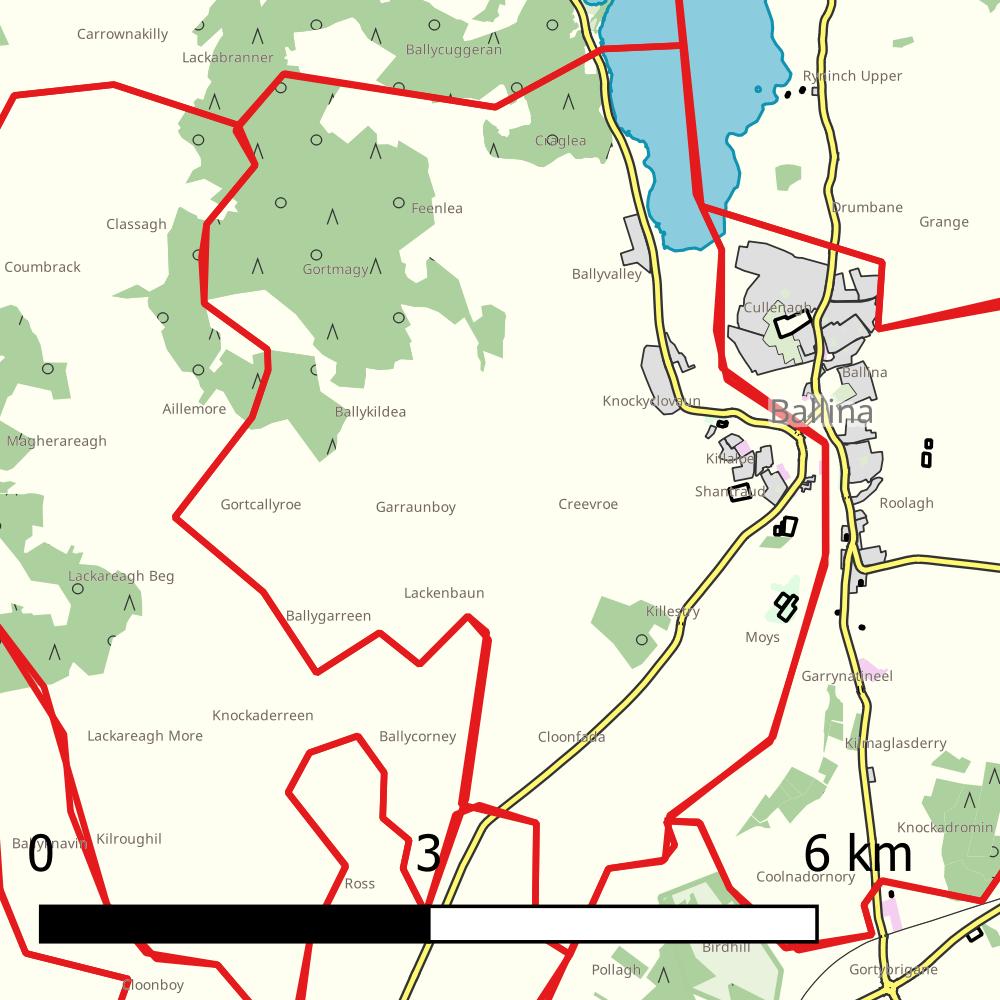 Carrownakilly
Lackabranner
Ballycuggeran
Ryninch Upper
Craglea
Classagh
Feenlea
Drumbane
Grange
Coumbrack
Gortmagy
Ballyvalley
Cullenagh
Ballina
Aillemore
Ballykildea
Knockyclovaun
Ballina
Magherareagh
Killaloe
Shantraud
Gortcallyroe
Garraunboy
Creevroe
Roolagh
Lackareagh Beg
Lackenbaun
Ballygarreen
Killestry
Moys
Garrynatineel
Knockaderreen
Lackareagh More
Ballycorney
Cloonfada
Kilmaglasderry
Knockadromin
Kilroughil
0
3
6 km
Ross
Coolnadornory
Birdhill
Pollagh
Gortybrigane
Cloonboy